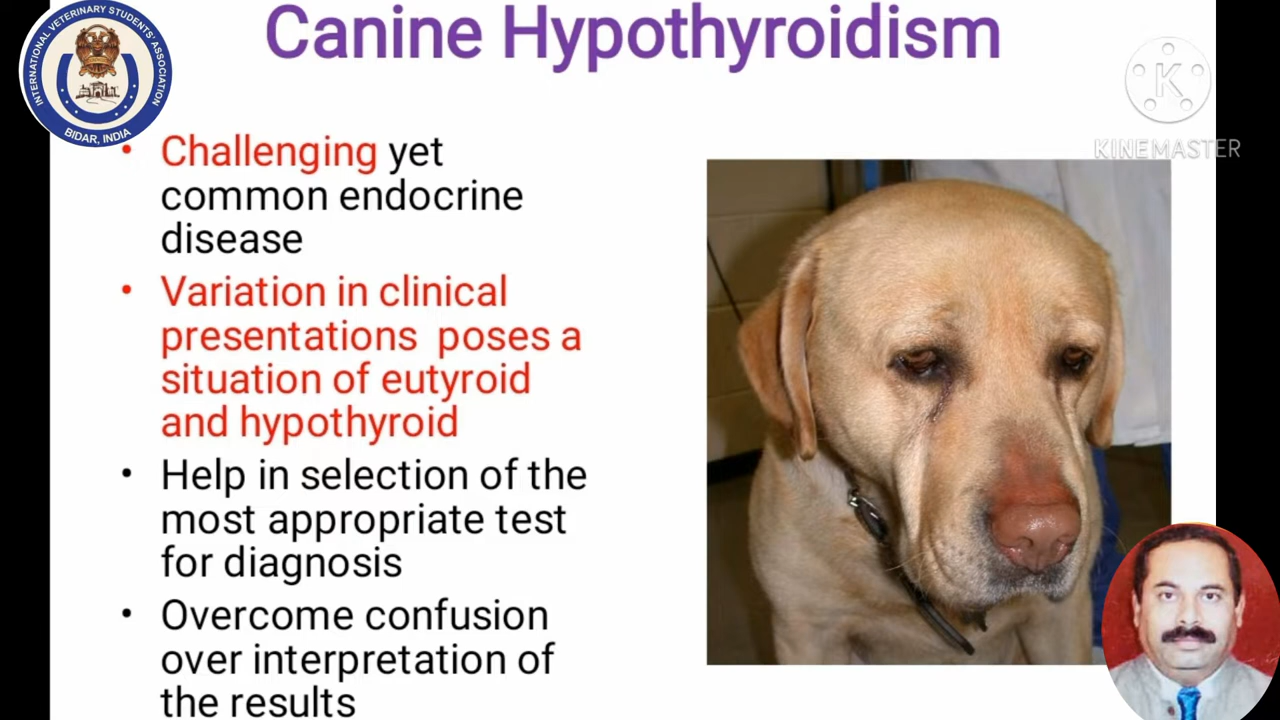 Canine Hypothyroidism
INTERNATIONAL VETERINARY STUDENTS' ASSOCIATION
BIDAR, INDIA
K
KINEMASTER
• Challenging yet
common endocrine
disease
• Variation in clinical
presentations poses a
situation of eutyroid
and hypothyroid
• Help in selection of the
most appropriate test
for diagnosis
• Overcome confusion
over interpretation of
the results